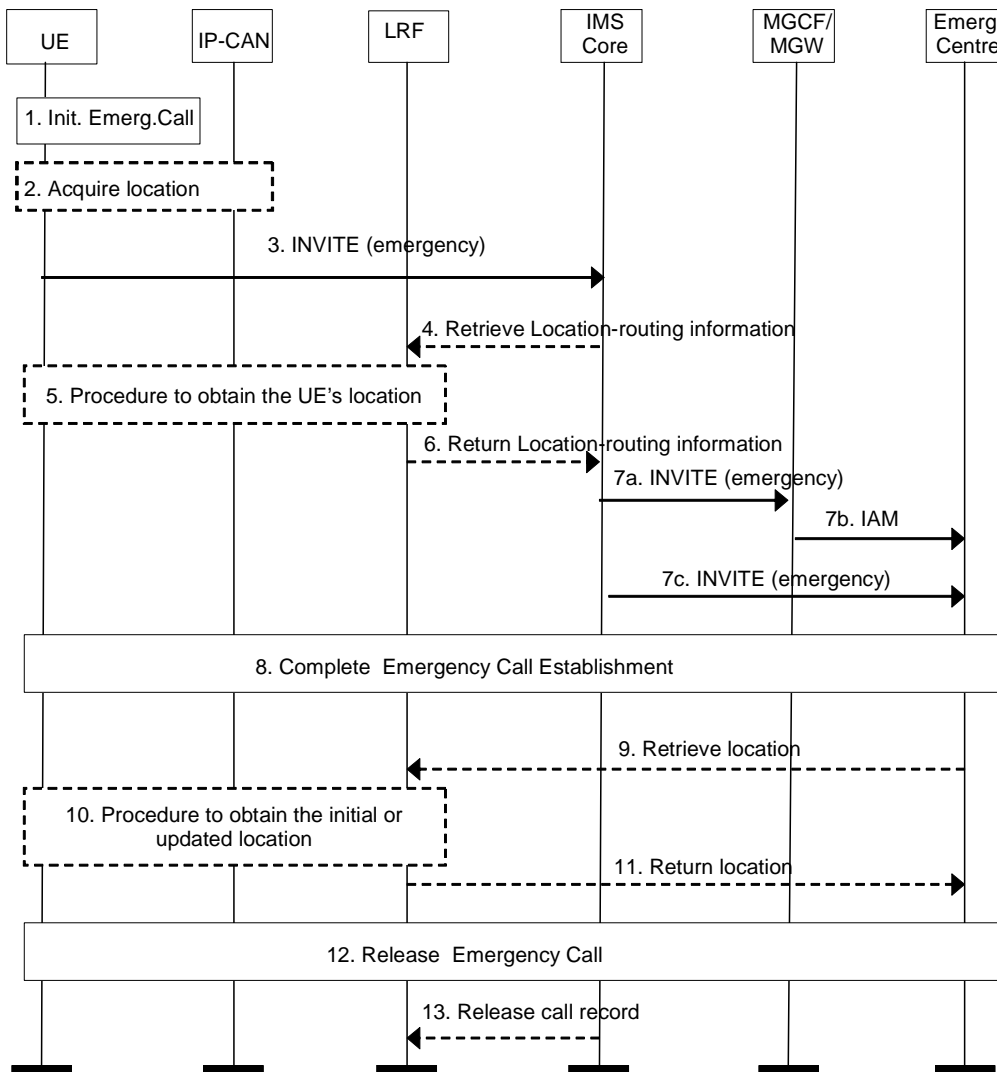 UE
IP-CAN
LRF
IMS
Core
MGCF/
MGW
Emerg
Centre
1. Init. Emerg.Call
2. Acquire location
3. INVITE (emergency)
4. Retrieve Location-routing information
5. Procedure to obtain the UE's location
6. Return Location-routing information
7a. INVITE (emergency)
7b. IAM
7c. INVITE (emergency)
8. Complete Emergency Call Establishment
9. Retrieve location
10. Procedure to obtain the initial or
updated location
11. Return location
12. Release Emergency Call
13. Release call record